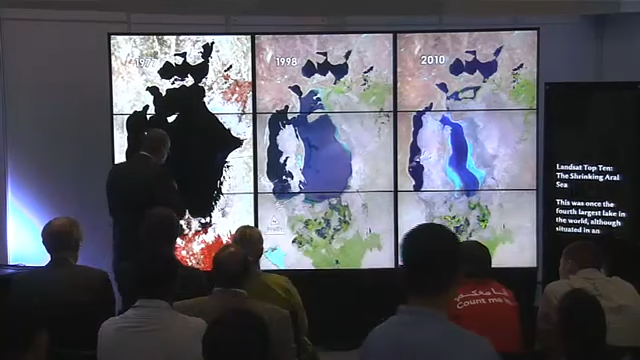 1977
1998
2010
Landsat Top Ten:
The Shrinking Aral
Sea
This was once the
fourth largest lake in
the world, although
situated in an
Count me in